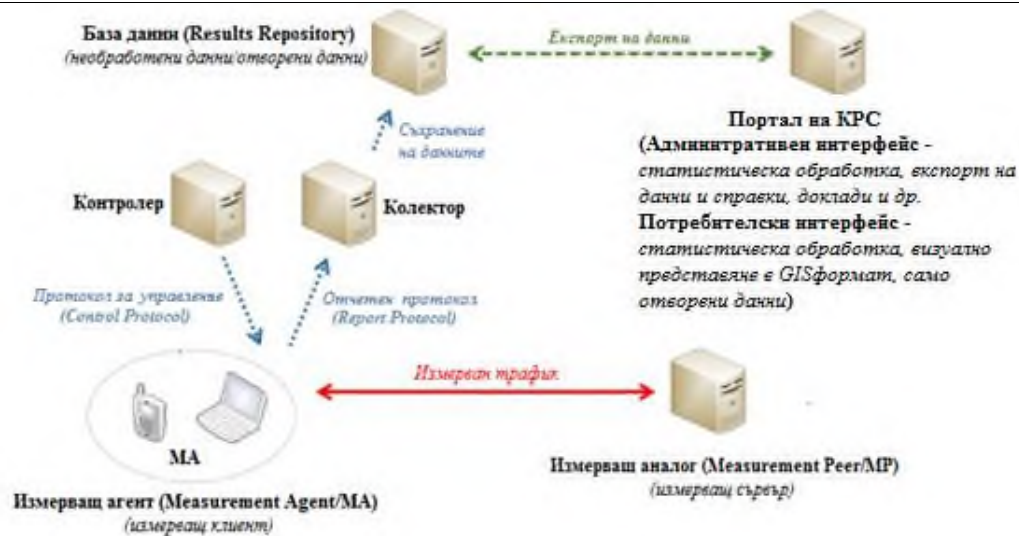 База данни (Results Repository)
(необработени данни/отворени данни)
Експорт на данни
Портал на КРС
(Админитративен интерфейс -
статистическа обработка, експорт на
данни и справки, доклади и др.
Потребителски интерфейс -
статистическа обработка, визуално
представяне в GISформат, само
отворени данни)
Съхранение
на данните
Контролер
Колектор
Протокол за управление
(Control Protocol)
Отчетен протокол
(Report Protocol)
Измерван трафик
МА
Измерващ аналог (Measurement Peer/MP)
(измерващ сървър)
Измерващ агент (Measurement Agent/MA)
(измерващ клиент)